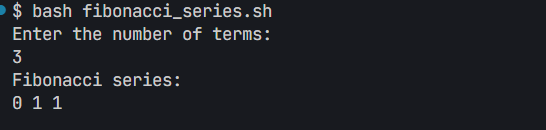 $ bash fibonacci_series.sh
Enter the number of terms:
3
Fibonacci series:
0 1 1